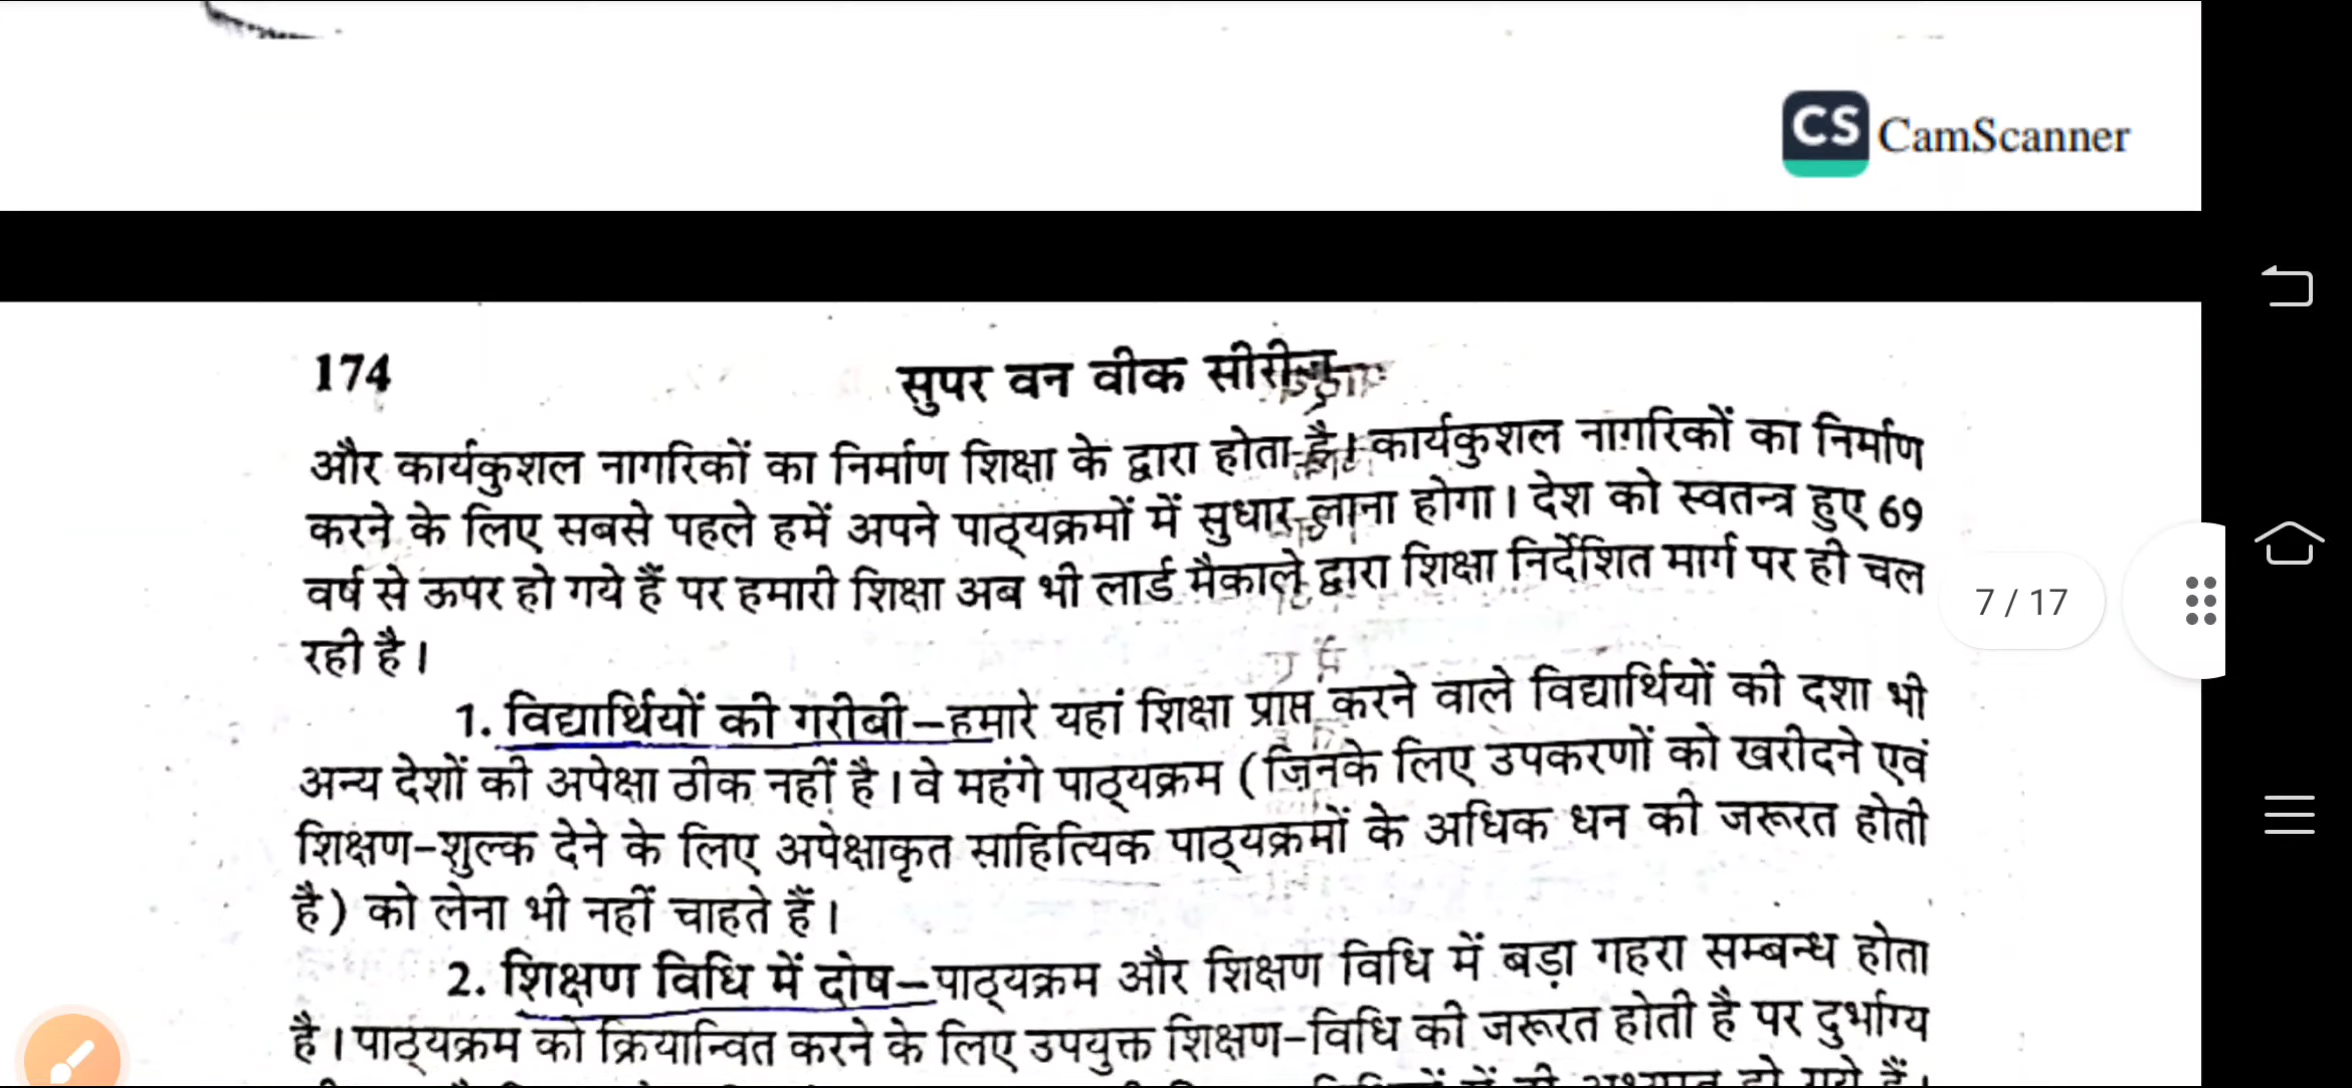 CS CamScanner
174
सुपर वन वीक सीरीज
और कार्यकुशल नागरिकों का निर्माण शिक्षा के द्वारा होता है। कार्यकुशल नागरिकों का निर्माण
करने के लिए सबसे पहले हमें अपने पाठ्यक्रमों में सुधार लाना होगा। देश को स्वतन्त्र हुए 69
वर्ष से ऊपर हो गये हैं पर हमारी शिक्षा अब भी लार्ड मैकाले द्वारा शिक्षा निर्देशित मार्ग पर ही चल
7 / 17
रही है।
1. विद्यार्थियों की गरीबी–हमारे यहां शिक्षा प्राप्त करने वाले विद्यार्थियों की दशा भी
अन्य देशों की अपेक्षा ठीक नहीं है। वे महंगे पाठ्यक्रम (जिनके लिए उपकरणों को खरीदने एवं
शिक्षण-शुल्क देने के लिए अपेक्षाकृत साहित्यिक पाठ्यक्रमों के अधिक धन की जरूरत होती
है) को लेना भी नहीं चाहते हैं।
2. शिक्षण विधि में दोष–पाठ्यक्रम और शिक्षण विधि में बड़ा गहरा सम्बन्ध होता
है। पाठ्यक्रम को क्रियान्वित करने के लिए उपयुक्त शिक्षण-विधि की जरूरत होती है पर दुर्भाग्य